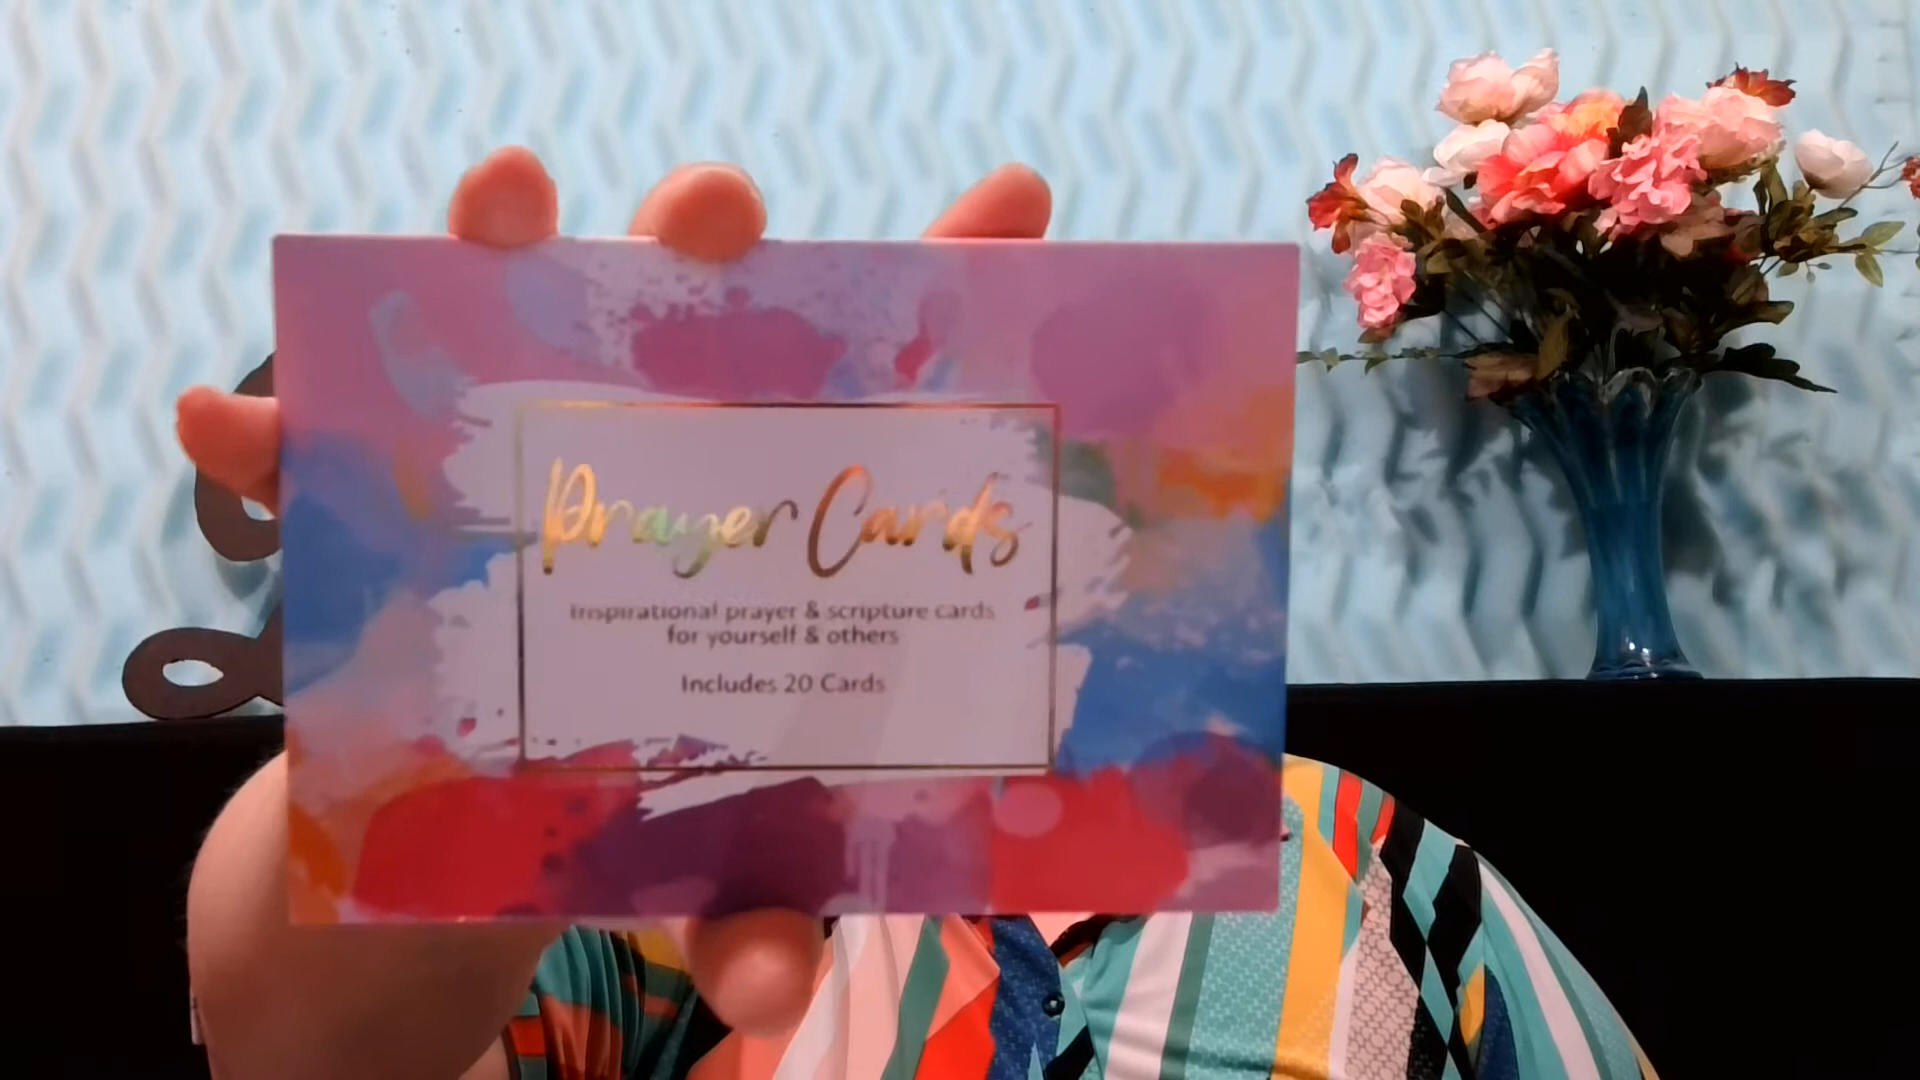 Prayer Cards
Inspirational prayer & scripture cards
for yourself & others
Includes 20 Cards